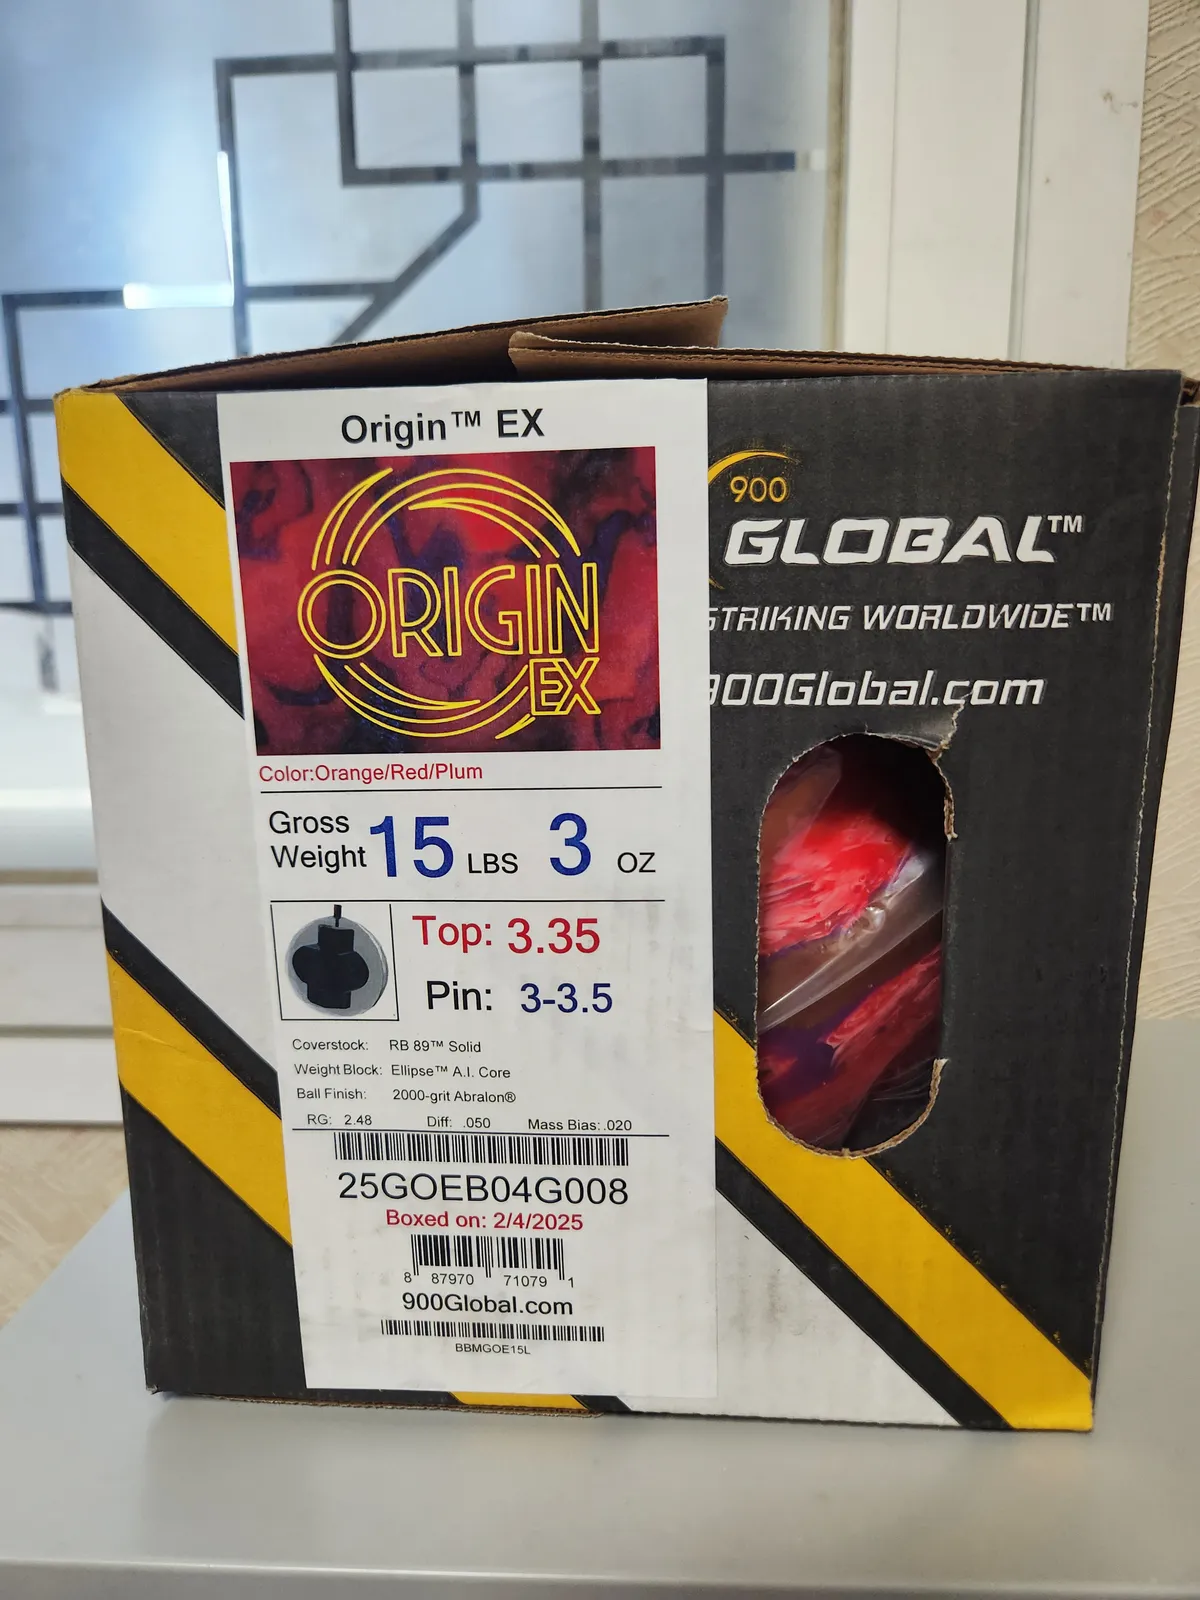 Origin™ EX
ORIGIN
EX
Color:Orange/Red/Plum
Gross
Weight 15 LBS 3 OZ
Top: 3.35
Pin: 3-3.5
Coverstock: RB 89™ Solid
Weight Block: Ellipse™ A.I. Core
Ball Finish: 2000-grit Abralon®
RG: 2.48 Diff: .050 Mass Bias: .020
25GOEB04G008
Boxed on: 2/4/2025
8 87970 71079 1
900Global.com
BBMGOE15L
900
GLOBAL™
STRIKING WORLDWIDE™
900Global.com